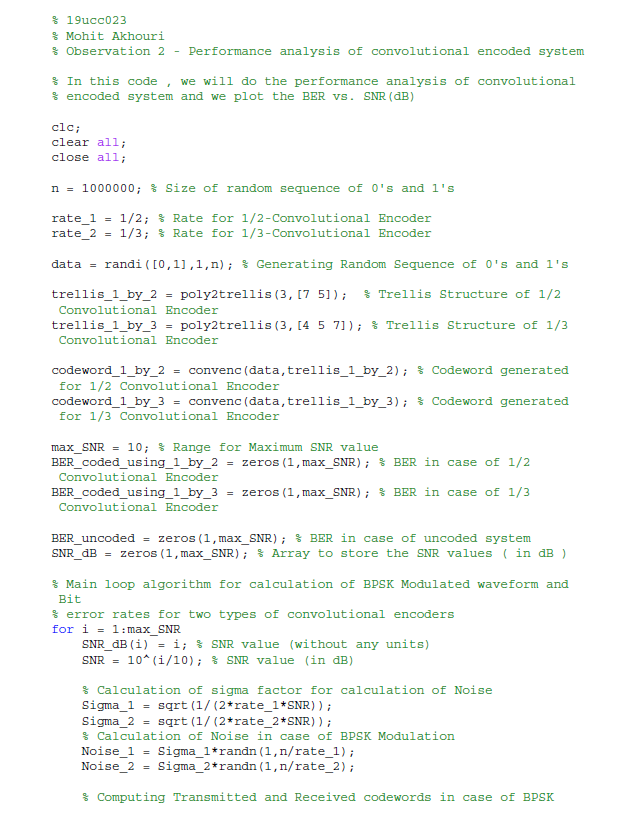 % 19ucc023
% Mohit Akhouri
% Observation 2 - Performance analysis of convolutional encoded system
% In this code , we will do the performance analysis of convolutional
% encoded system and we plot the BER vs. SNR(dB)
clc;
clear all;
close all;
n = 1000000; % Size of random sequence of 0's and 1's
rate_1 = 1/2; % Rate for 1/2-Convolutional Encoder
rate_2 = 1/3; % Rate for 1/3-Convolutional Encoder
data = randi([0,1],1,n); % Generating Random Sequence of 0's and 1's
trellis_1_by_2 = poly2trellis(3,[7 5]); % Trellis Structure of 1/2
Convolutional Encoder
trellis_1_by_3 = poly2trellis(3,[4 5 7]); % Trellis Structure of 1/3
Convolutional Encoder
codeword_1_by_2 = convenc(data,trellis_1_by_2); % Codeword generated
for 1/2 Convolutional Encoder
codeword_1_by_3 = convenc(data,trellis_1_by_3); % Codeword generated
for 1/3 Convolutional Encoder
max_SNR = 10; % Range for Maximum SNR value
BER_coded_using_1_by_2 = zeros(1,max_SNR); % BER in case of 1/2
Convolutional Encoder
BER_coded_using_1_by_3 = zeros(1,max_SNR); % BER in case of 1/3
Convolutional Encoder
BER_uncoded = zeros(1,max_SNR); % BER in case of uncoded system
SNR_dB = zeros(1,max_SNR); % Array to store the SNR values ( in dB )
% Main loop algorithm for calculation of BPSK Modulated waveform and
Bit
% error rates for two types of convolutional encoders
for i = 1:max_SNR
SNR_dB(i) = i; % SNR value (without any units)
SNR = 10^(i/10); % SNR value (in dB)
% Calculation of sigma factor for calculation of Noise
Sigma_1 = sqrt(1/(2*rate_1*SNR));
Sigma_2 = sqrt(1/(2*rate_2*SNR));
% Calculation of Noise in case of BPSK Modulation
Noise_1 = Sigma_1*randn(1,n/rate_1);
Noise_2 = Sigma_2*randn(1,n/rate_2);
% Computing Transmitted and Received codewords in case of BPSK